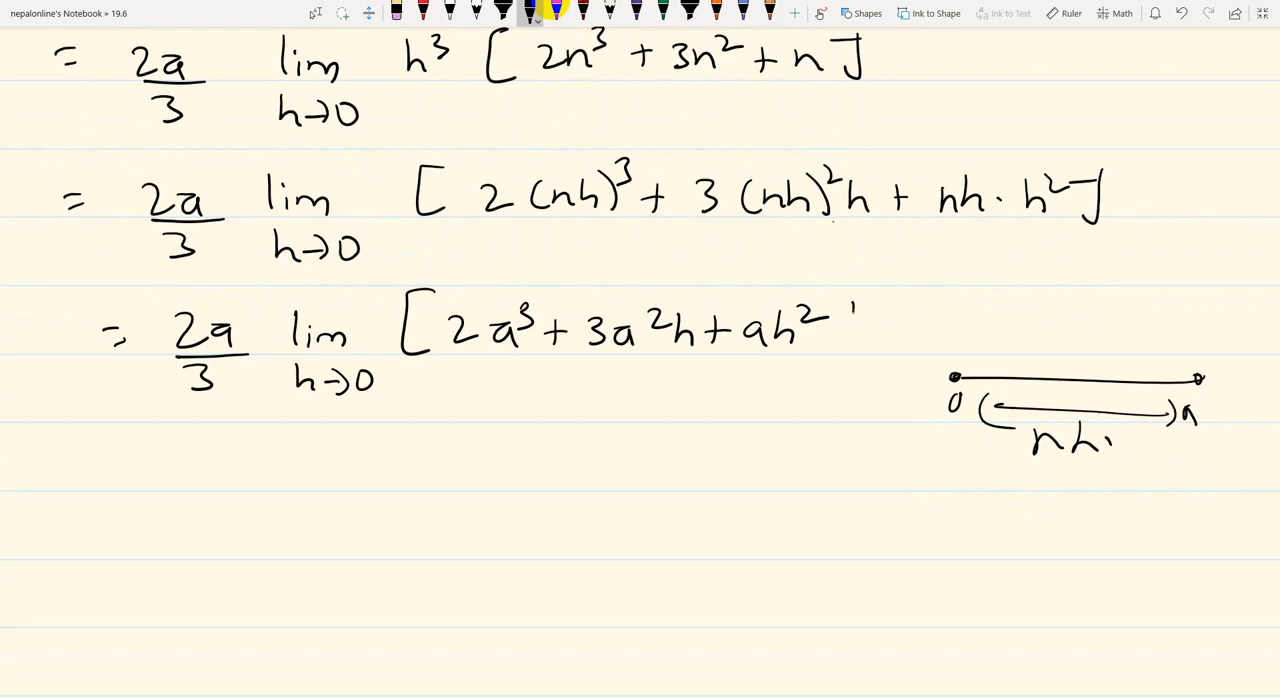 nepalonline's Notebook » 19.6
Shapes Ink to Shape Ink to Text Ruler Math
= 2a/3 lim h→0 h³ [ 2n³ + 3n² + n ]
= 2a/3 lim h→0 [ 2 (nh)³ + 3 (nh)² h + nh · h² ]
= 2a/3 lim h→0 [ 2a³ + 3a²h + ah²
0 a
nh.